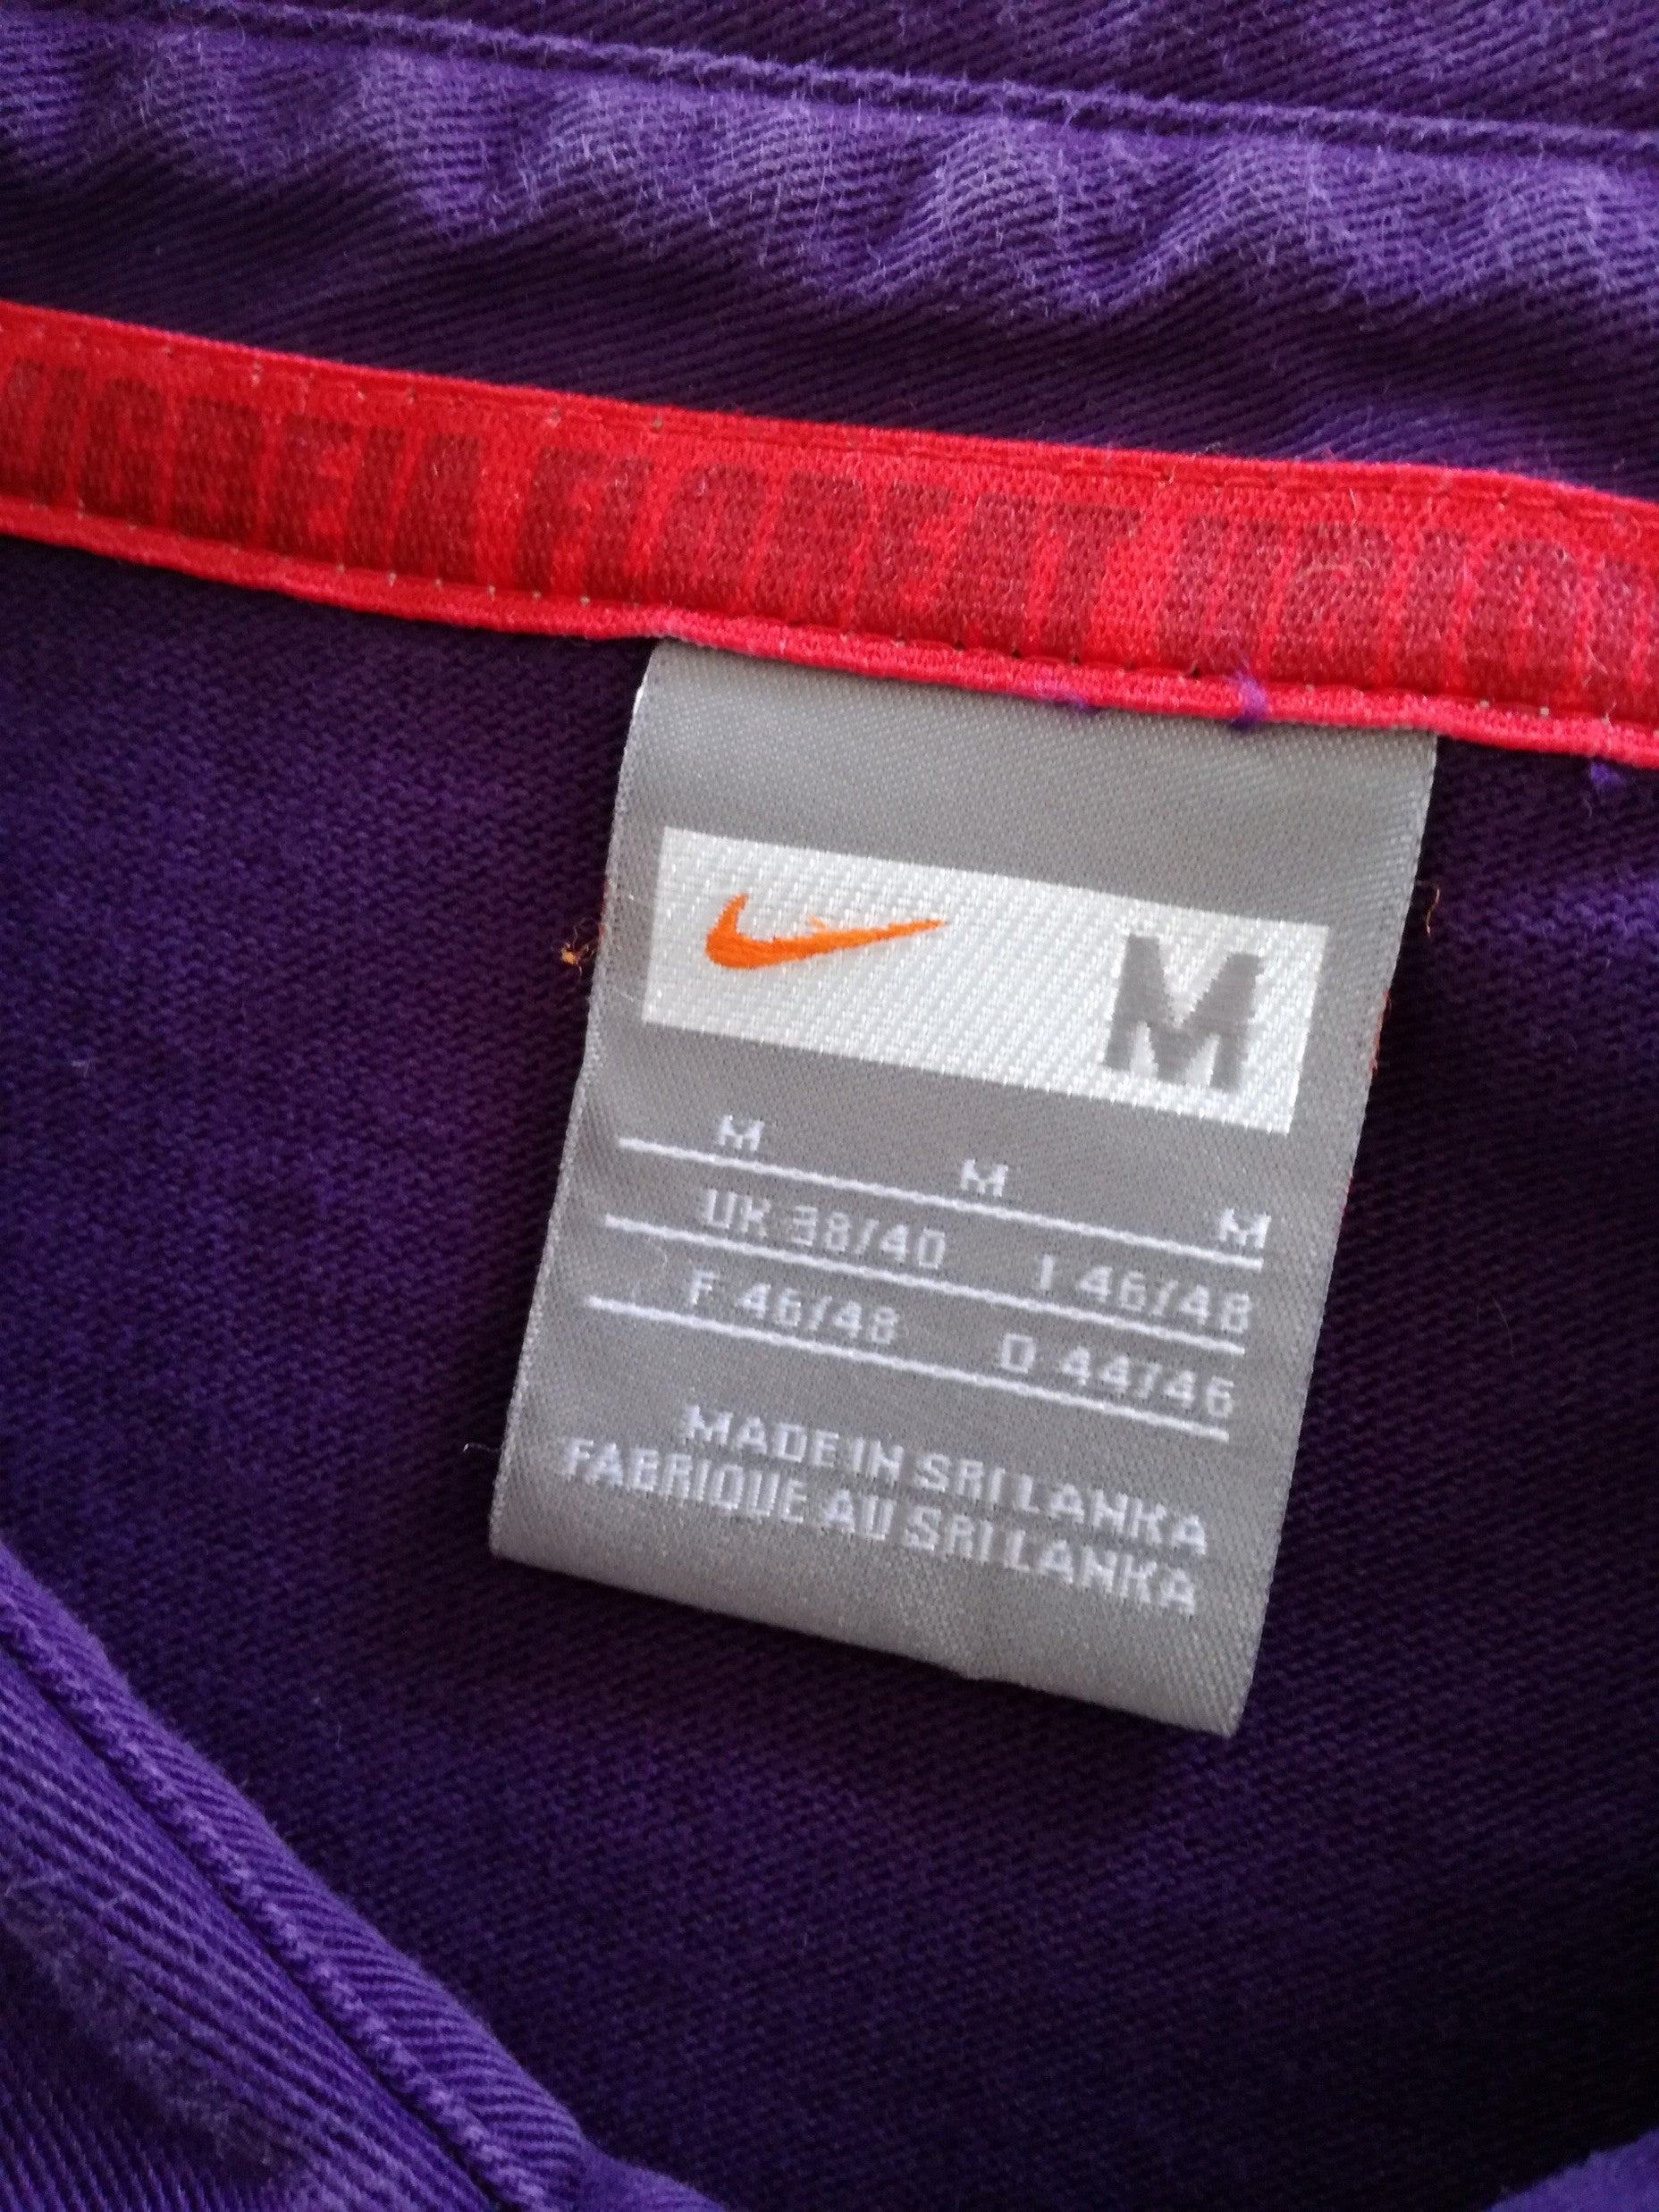 M
M M M
UK 38/40 I 46/48
F 46/48 D 44/46
MADE IN SRI LANKA
FABRIQUE AU SRI LANKA